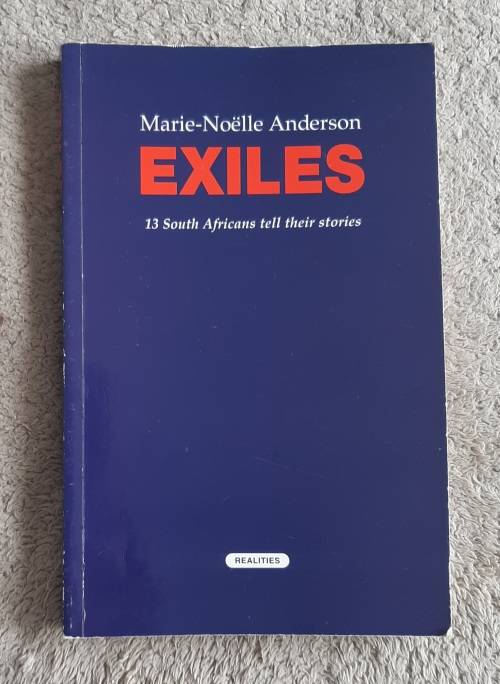 Marie-Noëlle Anderson
EXILES
13 South Africans tell their stories
REALITIES